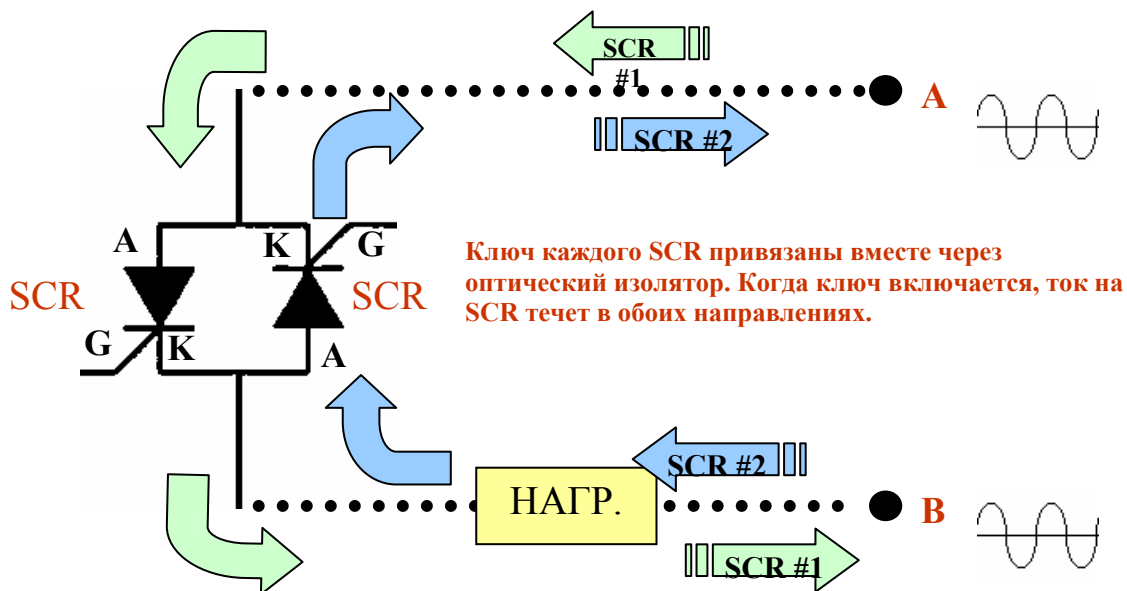 SCR
#1
A
SCR #2
A
K
G
Ключ каждого SCR привязаны вместе через
оптический изолятор. Когда ключ включается, ток на
SCR течет в обоих направлениях.
SCR
SCR
G
K
A
SCR #2
НАГР.
B
SCR #1